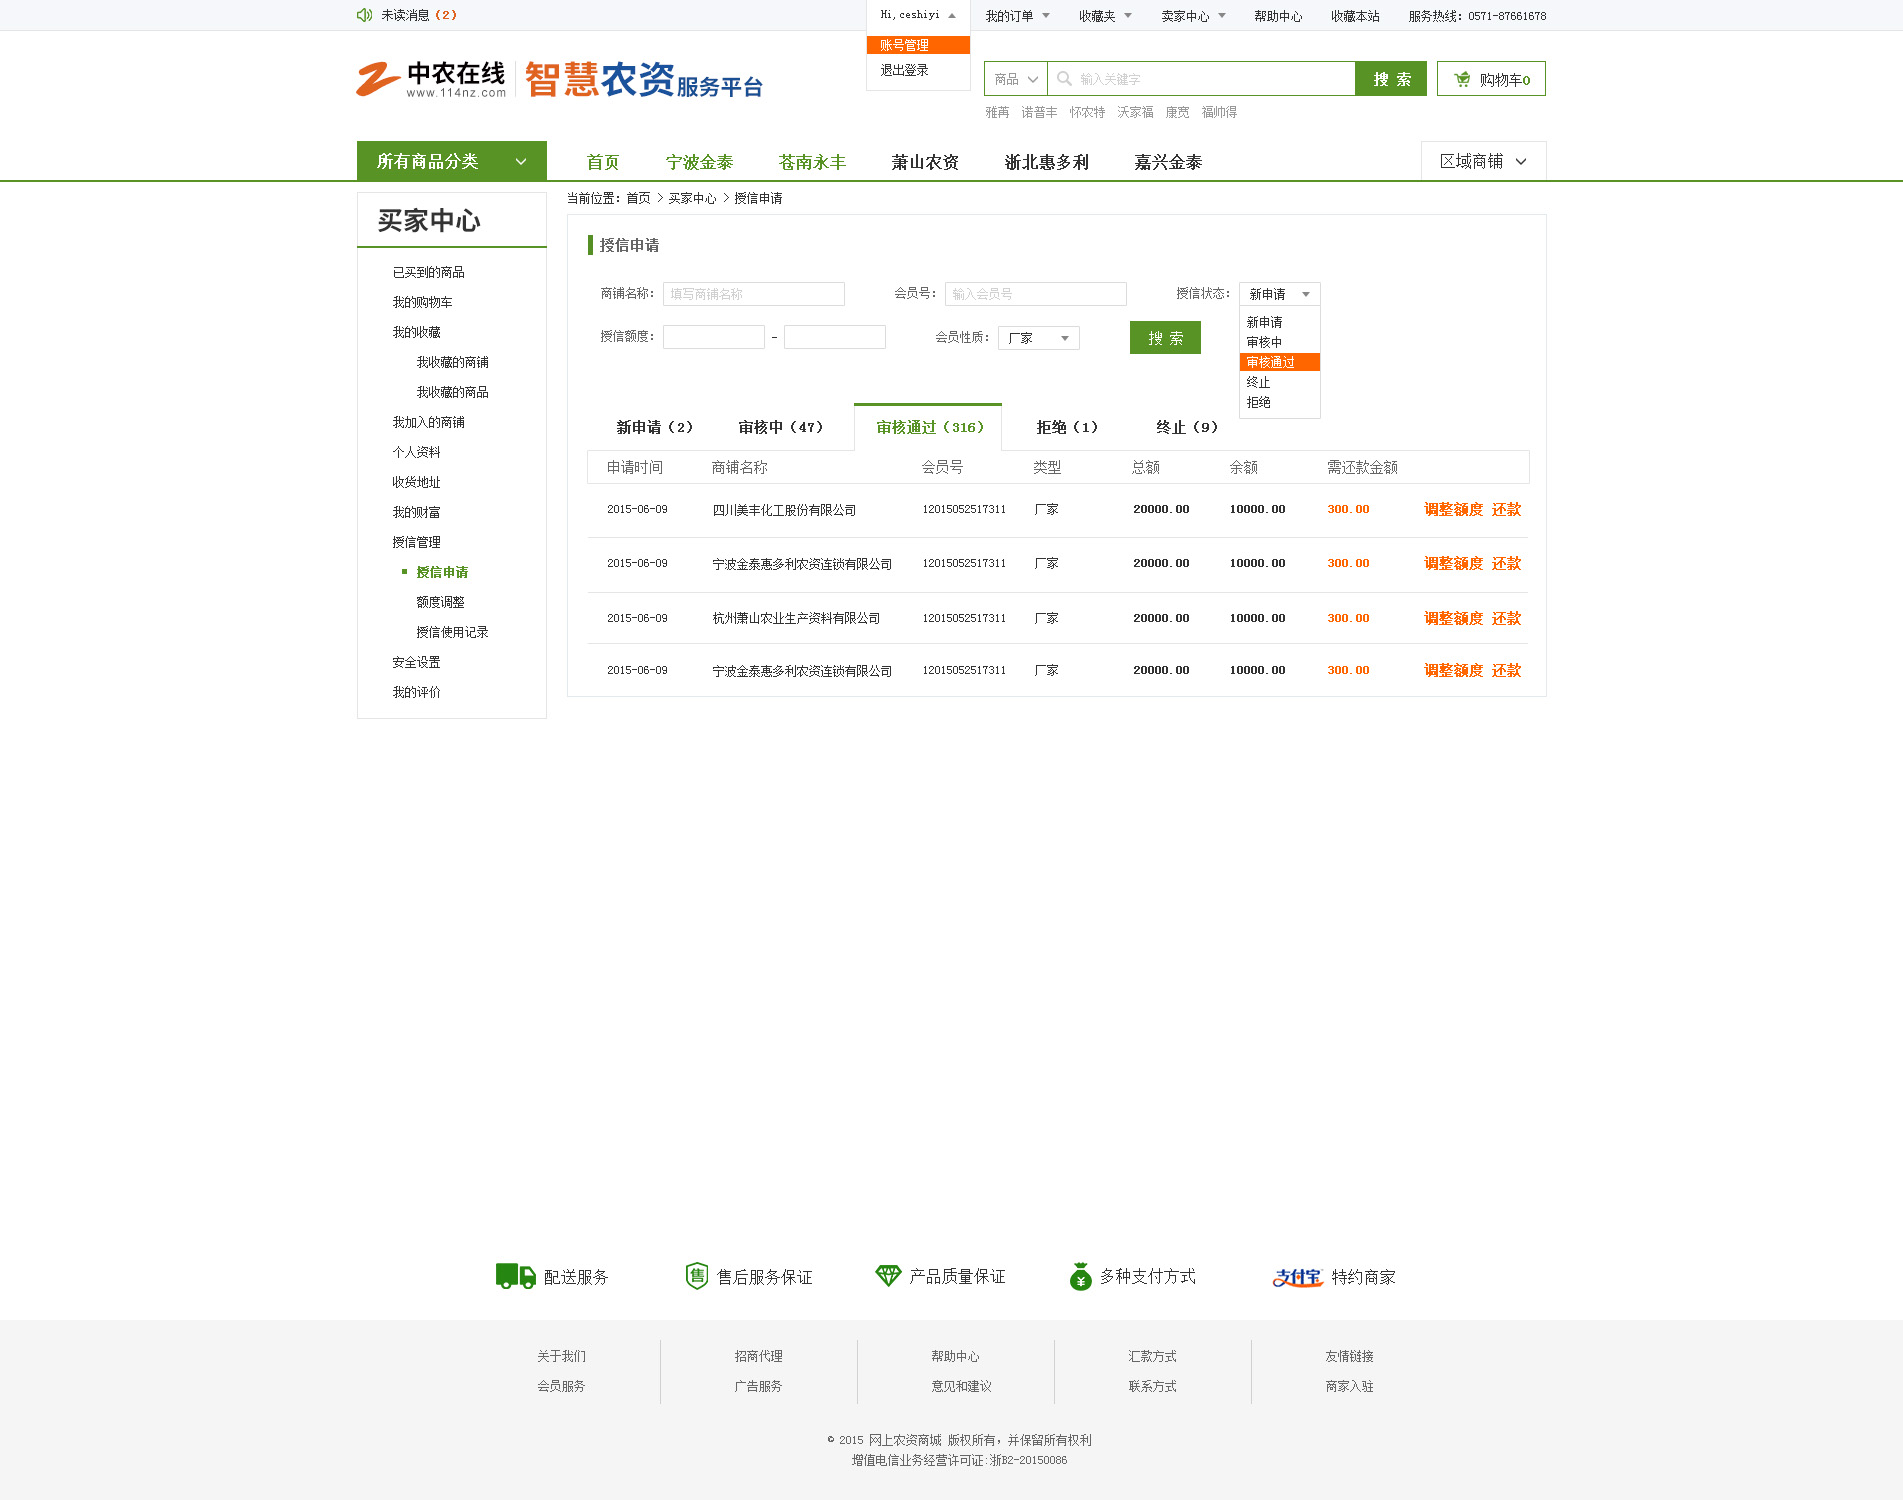 未读消息（2）
Hi,ceshiyi 我的订单 收藏夹 卖家中心 帮助中心 收藏本站 服务热线：0571-87661678
账号管理
退出登录
中农在线 www.114nz.com 智慧农资服务平台
商品 输入关键字 搜 索 购物车0
雅苒 诺普丰 怀农特 沃家福 康宽 福帅得
所有商品分类 首页 宁波金泰 苍南永丰 萧山农资 浙北惠多利 嘉兴金泰 区域商铺
买家中心
已买到的商品
我的购物车
我的收藏
我收藏的商铺
我收藏的商品
我加入的商铺
个人资料
收货地址
我的财富
授信管理
授信申请
额度调整
授信使用记录
安全设置
我的评价
当前位置：首页 > 买家中心 > 授信申请
授信申请
商铺名称： 填写商铺名称 会员号： 输入会员号 授信状态： 新申请
授信额度： - 会员性质： 厂家 搜 索
新申请
审核中
审核通过
终止
拒绝
新申请（2） 审核中（47） 审核通过（316） 拒绝（1） 终止（9）
申请时间 商铺名称 会员号 类型 总额 余额 需还款金额
2015-06-09 四川美丰化工股份有限公司 12015052517311 厂家 20000.00 10000.00 300.00 调整额度 还款
2015-06-09 宁波金泰惠多利农资连锁有限公司 12015052517311 厂家 20000.00 10000.00 300.00 调整额度 还款
2015-06-09 杭州萧山农业生产资料有限公司 12015052517311 厂家 20000.00 10000.00 300.00 调整额度 还款
2015-06-09 宁波金泰惠多利农资连锁有限公司 12015052517311 厂家 20000.00 10000.00 300.00 调整额度 还款
配送服务 售 售后服务保证 产品质量保证 ¥ 多种支付方式 支付宝 特约商家
关于我们 招商代理 帮助中心 汇款方式 友情链接
会员服务 广告服务 意见和建议 联系方式 商家入驻
© 2015 网上农资商城 版权所有，并保留所有权利
增值电信业务经营许可证:浙B2-20150086